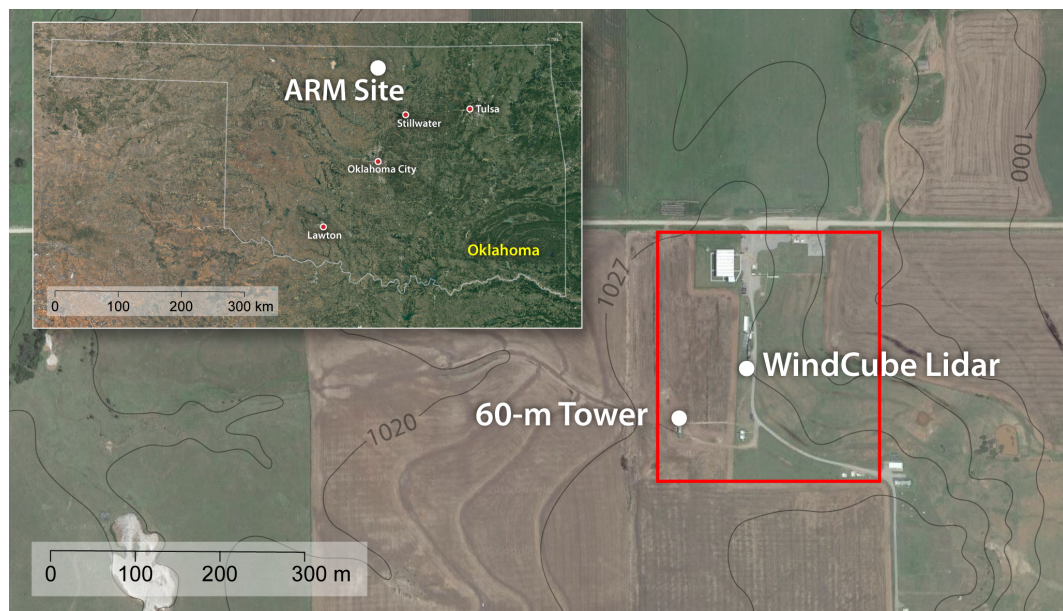 ARM Site
Tulsa
Stillwater
Oklahoma City
Lawton
Oklahoma
0 100 200 300 km
1000
1027
WindCube Lidar
60-m Tower
1020
0 100 200 300 m